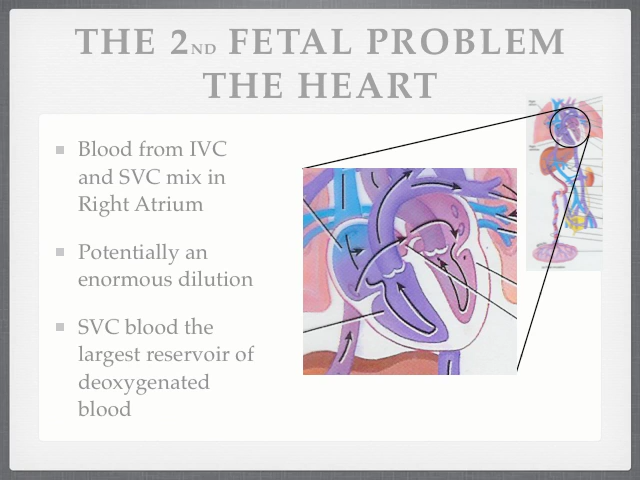 THE 2ND FETAL PROBLEM
THE HEART
Blood from IVC
and SVC mix in
Right Atrium
Potentially an
enormous dilution
SVC blood the
largest reservoir of
deoxygenated
blood